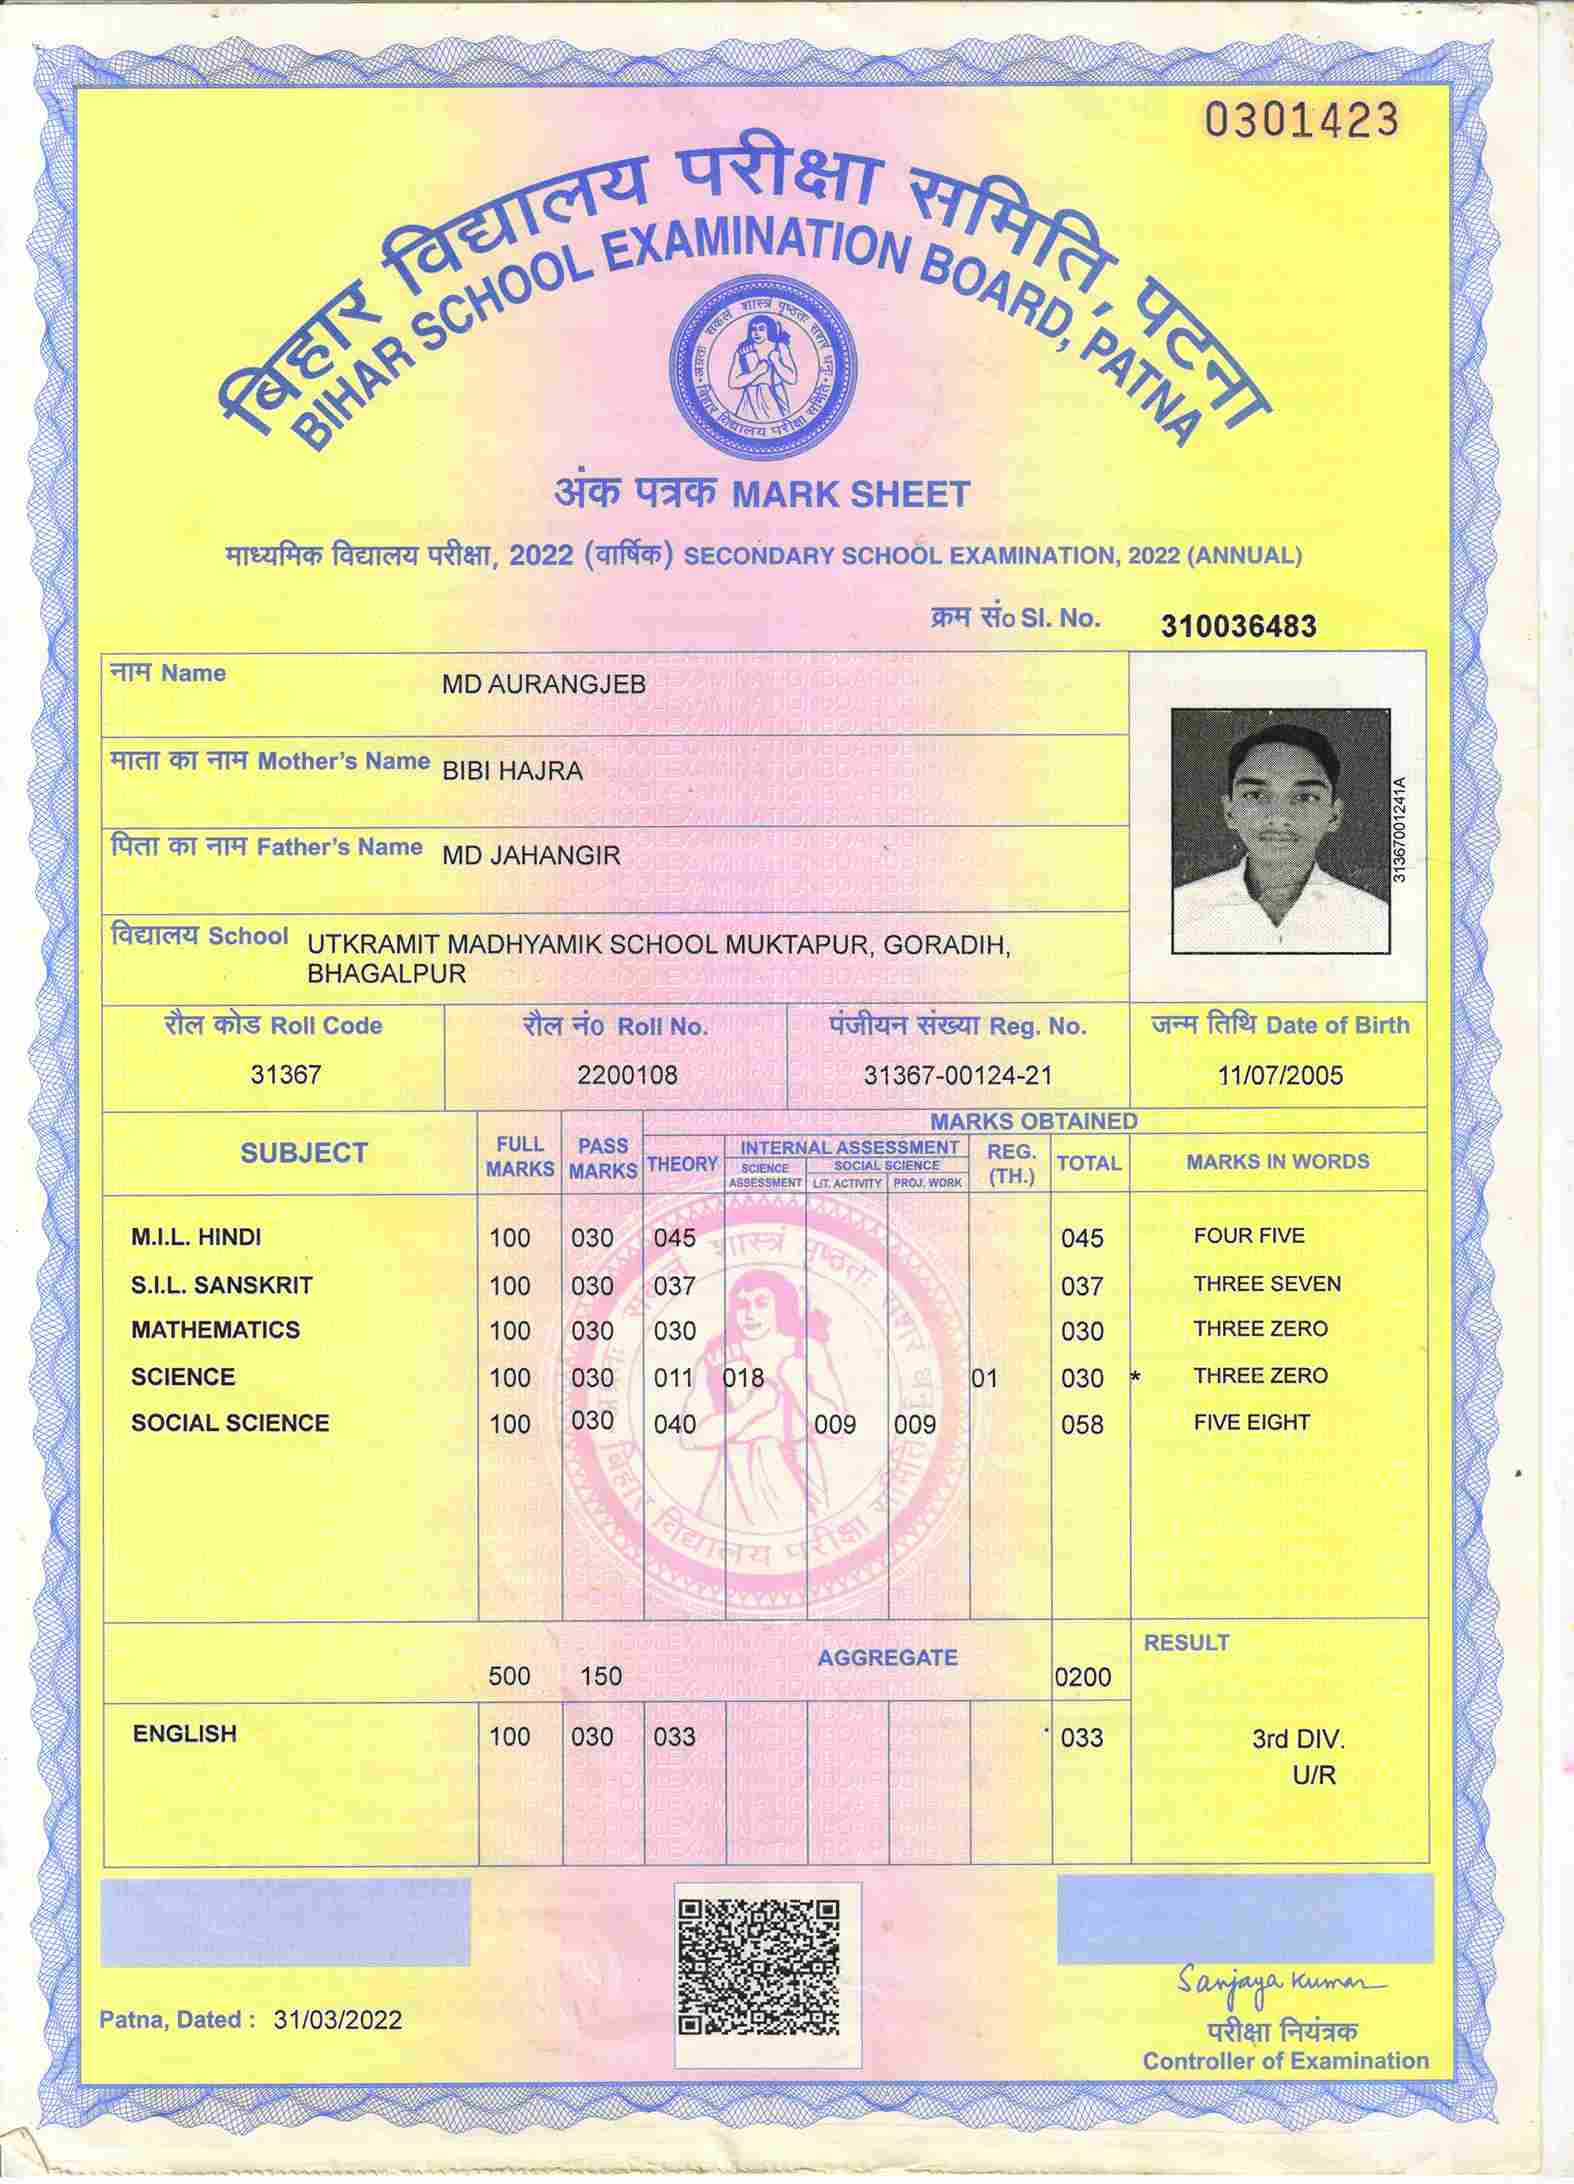 0301423
बिहार विद्यालय परीक्षा समिति, पटना
BIHAR SCHOOL EXAMINATION BOARD, PATNA
अंक पत्रक MARK SHEET
माध्यमिक विद्यालय परीक्षा, 2022 (वार्षिक) SECONDARY SCHOOL EXAMINATION, 2022 (ANNUAL)
क्रम सं० Sl. No. 310036483
नाम Name MD AURANGJEB
माता का नाम Mother's Name BIBI HAJRA
पिता का नाम Father's Name MD JAHANGIR
31367001241A
विद्यालय School UTKRAMIT MADHYAMIK SCHOOL MUKTAPUR, GORADIH,
BHAGALPUR
रौल कोड Roll Code रौल नं० Roll No. पंजीयन संख्या Reg. No. जन्म तिथि Date of Birth
31367 2200108 31367-00124-21 11/07/2005
MARKS OBTAINED
SUBJECT FULL MARKS PASS MARKS THEORY INTERNAL ASSESSMENT REG. (TH.) TOTAL MARKS IN WORDS
SCIENCE ASSESSMENT SOCIAL SCIENCE
LIT. ACTIVITY PROJ. WORK
M.I.L. HINDI 100 030 045 045 FOUR FIVE
S.I.L. SANSKRIT 100 030 037 037 THREE SEVEN
MATHEMATICS 100 030 030 030 THREE ZERO
SCIENCE 100 030 011 018 01 030 * THREE ZERO
SOCIAL SCIENCE 100 030 040 009 009 058 FIVE EIGHT
AGGREGATE RESULT
500 150 0200
ENGLISH 100 030 033 033 3rd DIV.
U/R
Sanjaya Kumar
Patna, Dated : 31/03/2022
परीक्षा नियंत्रक
Controller of Examination